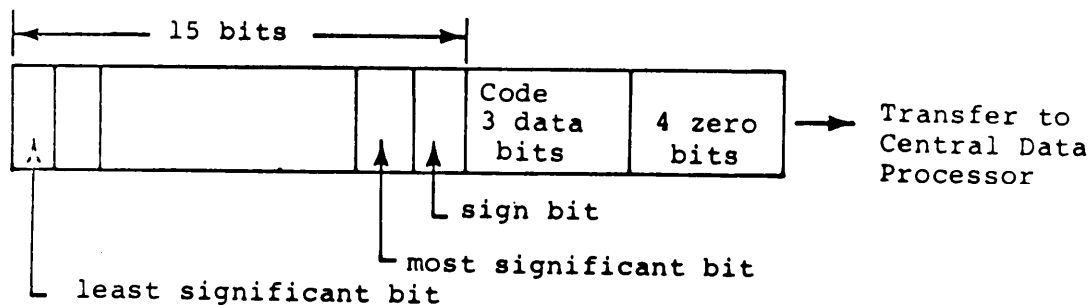 15 bits
Code
3 data
bits
4 zero
bits
Transfer to
Central Data
Processor
sign bit
most significant bit
least significant bit